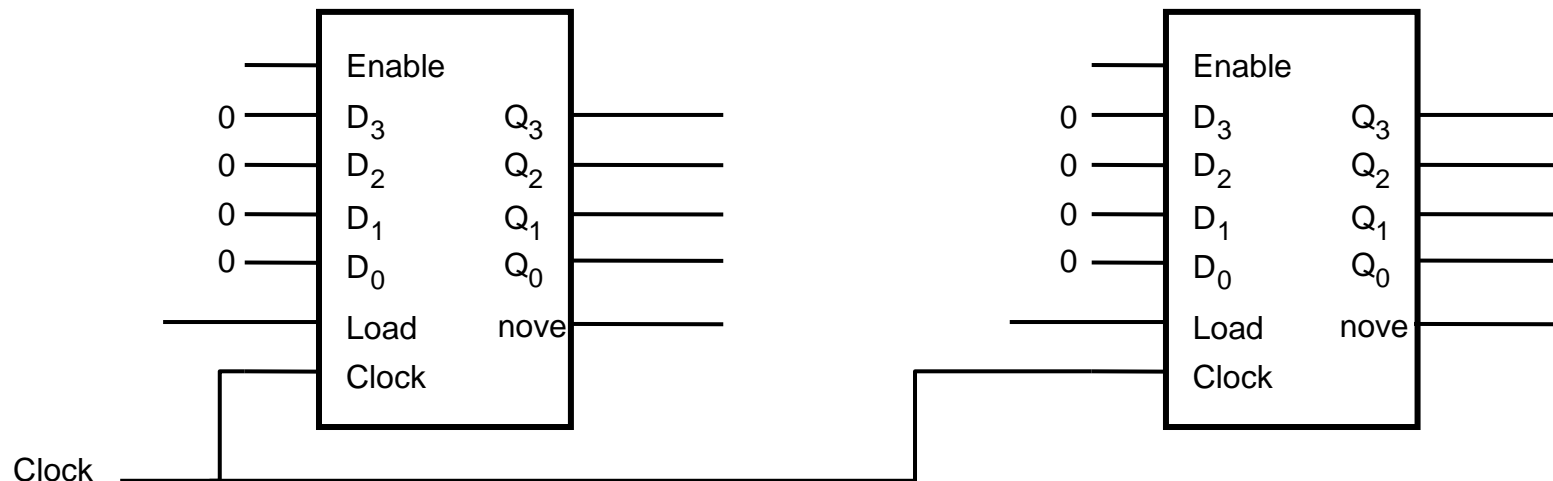 Enable
0 D3 Q3
0 D2 Q2
0 D1 Q1
0 D0 Q0
Load nove
Clock
Enable
0 D3 Q3
0 D2 Q2
0 D1 Q1
0 D0 Q0
Load nove
Clock
Clock